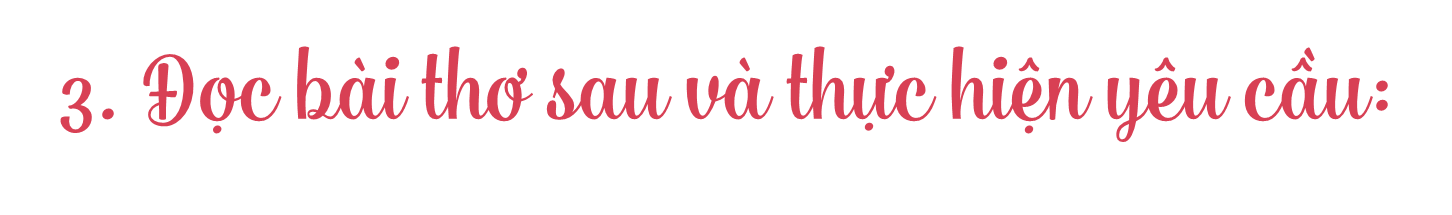 3. Đọc bài thơ sau và thực hiện yêu cầu: